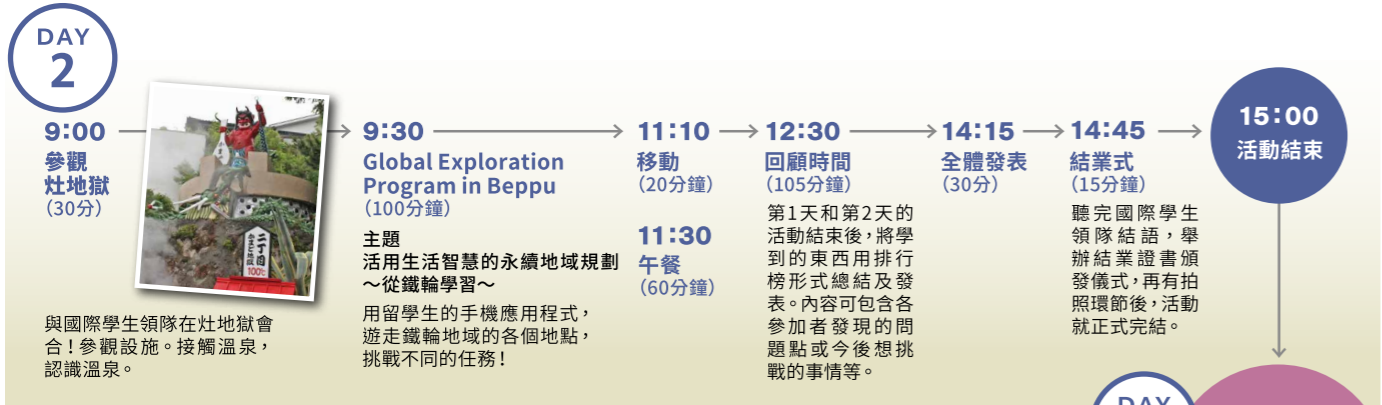 DAY
2
9:00
參觀
灶地獄
（30分）
與國際學生領隊在灶地獄會
合！參觀設施。接觸溫泉，
認識溫泉。
二丁目
かまど地獄
100℃
9:30
Global Exploration
Program in Beppu
（100分鐘）
主題
活用生活智慧的永續地域規劃
～從鐵輪學習～
用留學生的手機應用程式，
遊走鐵輪地域的各個地點，
挑戰不同的任務！
11:10
移動
（20分鐘）
11:30
午餐
（60分鐘）
12:30
回顧時間
（105分鐘）
第1天和第2天的
活動結束後，將學
到的東西用排行
榜形式總結及發
表。內容可包含各
參加者發現的問
題點或今後想挑
戰的事情等。
14:15
全體發表
（30分）
14:45
結業式
（15分鐘）
聽完國際學生
領隊結語，舉
辦結業證書頒
發儀式，再有拍
照環節後，活動
就正式完結。
15:00
活動結束
DAY